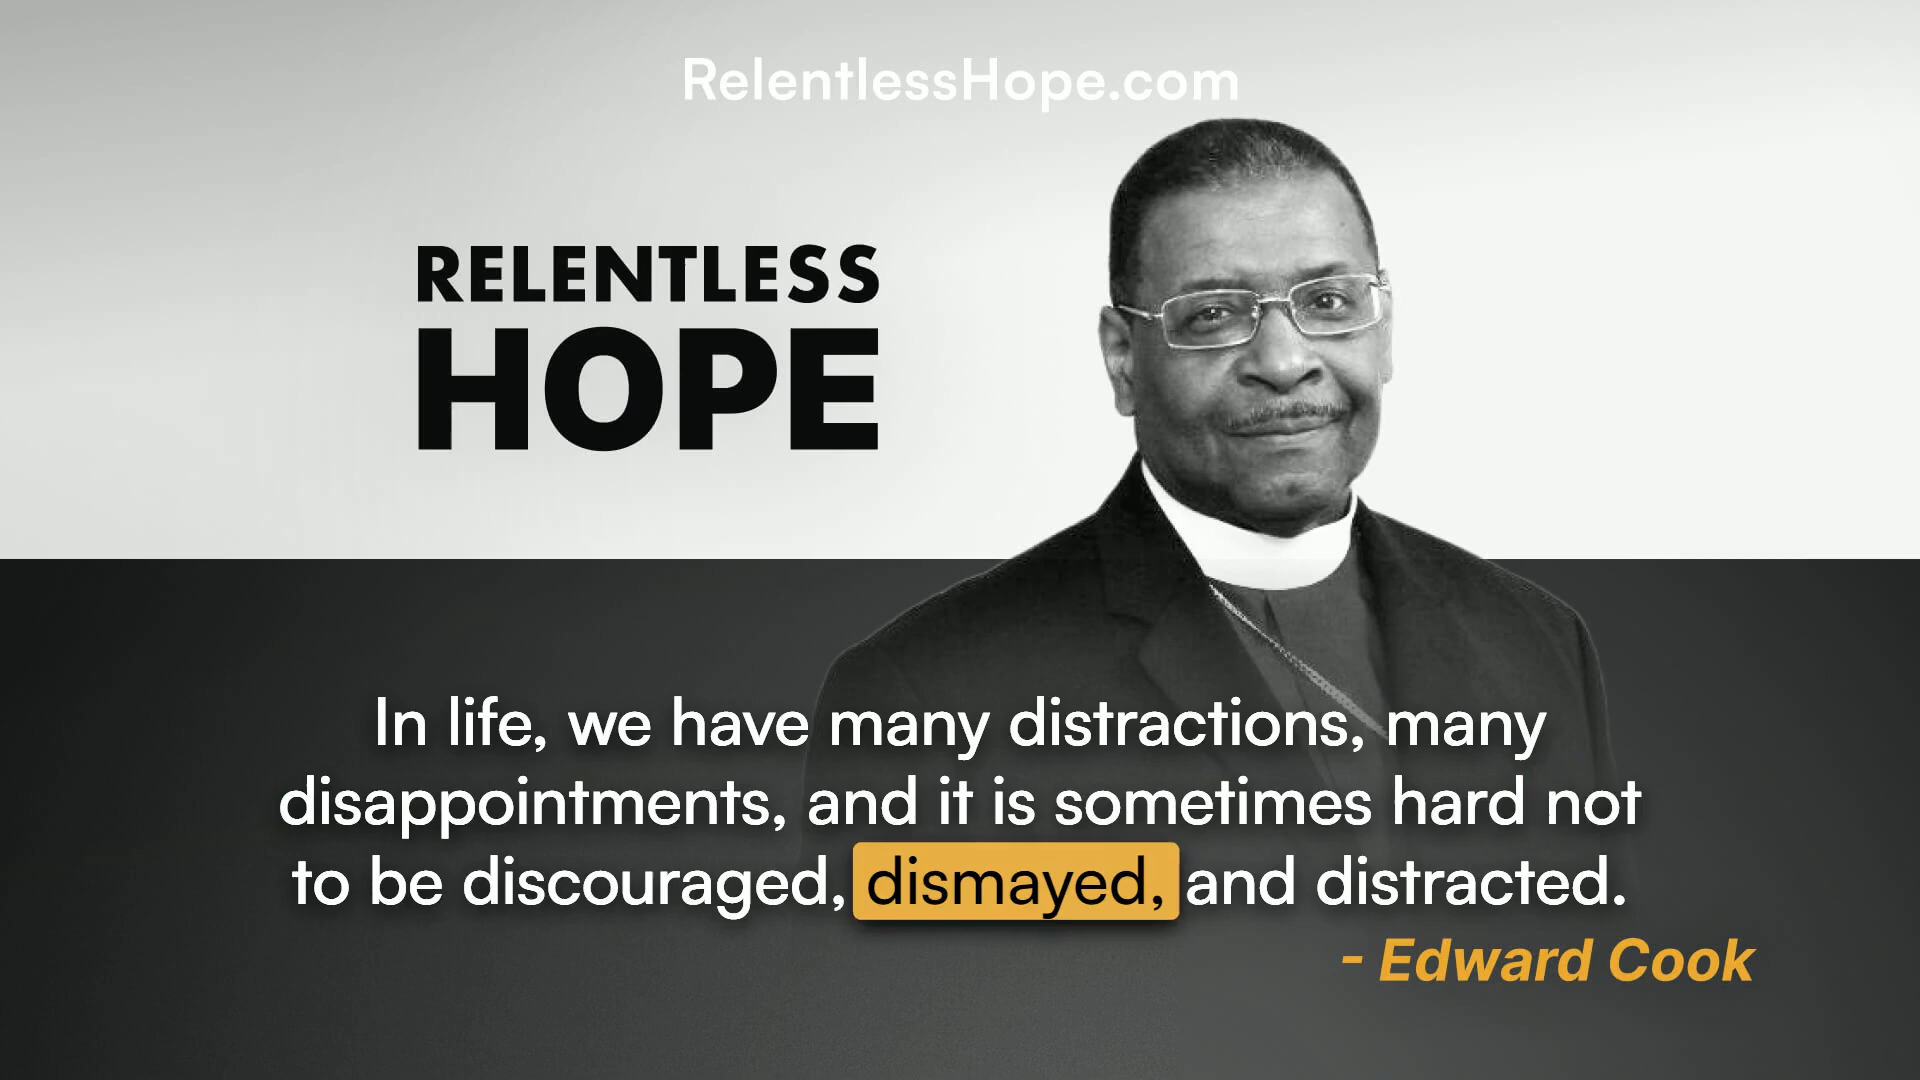 RelentlessHope.com
RELENTLESS
HOPE
In life, we have many distractions, many
disappointments, and it is sometimes hard not
to be discouraged, dismayed, and distracted.
- Edward Cook